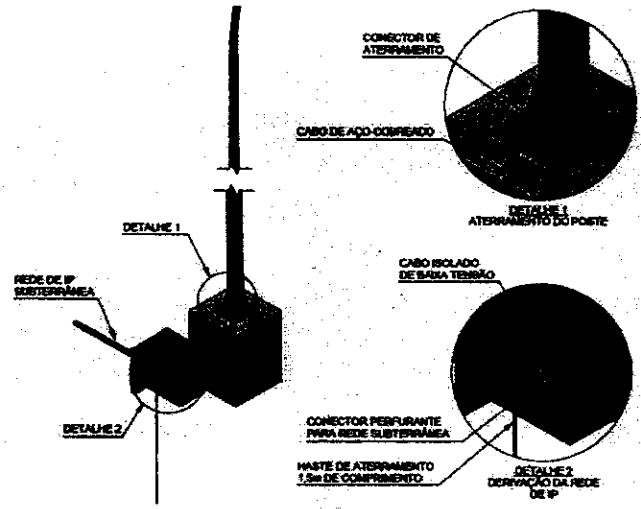 CONECTOR DE
ATERRAMENTO
CABO DE AÇO-COBREADO
DETALHE 1
ATERRAMENTO DO POSTE
DETALHE 1
REDE DE IP
SUBTERRÂNEA
DETALHE 2
CABO ISOLADO
DE BAIXA TENSÃO
CONECTOR PERFURANTE
PARA REDE SUBTERRÂNEA
HASTE DE ATERRAMENTO
1,5m DE COMPRIMENTO
DETALHE 2
DERIVAÇÃO DA REDE
DE IP